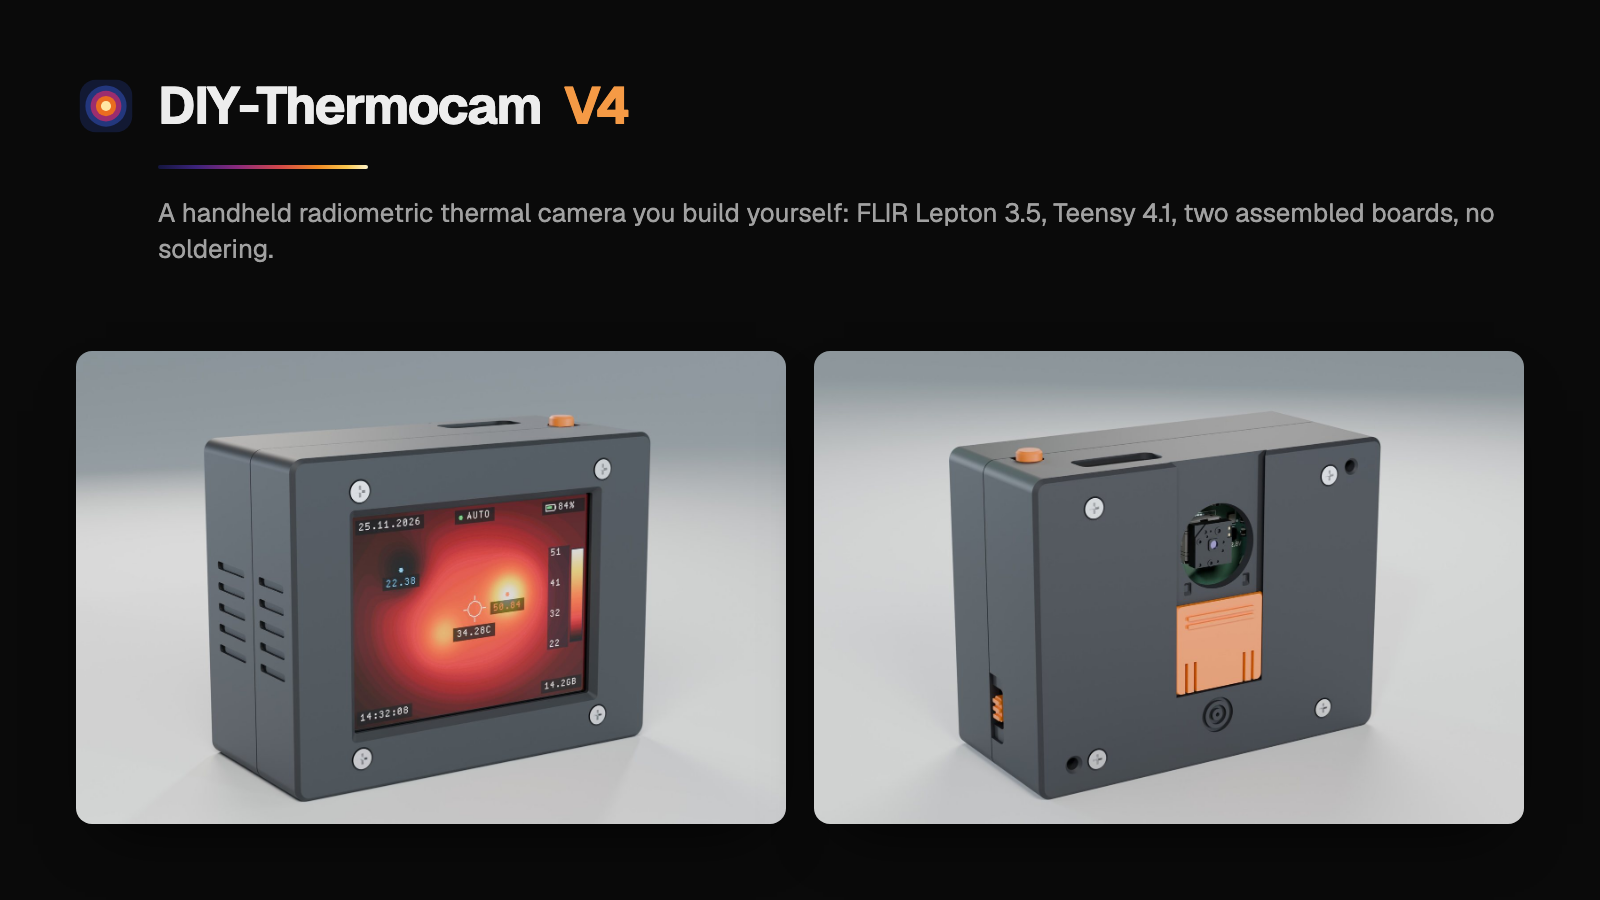 DIY-Thermocam V4
A handheld radiometric thermal camera you build yourself: FLIR Lepton 3.5, Teensy 4.1, two assembled boards, no
soldering.
25.11.2026
AUTO
84%
51
22.38
41
50.84
32
34.28C
22
14.2GB
14:32:08